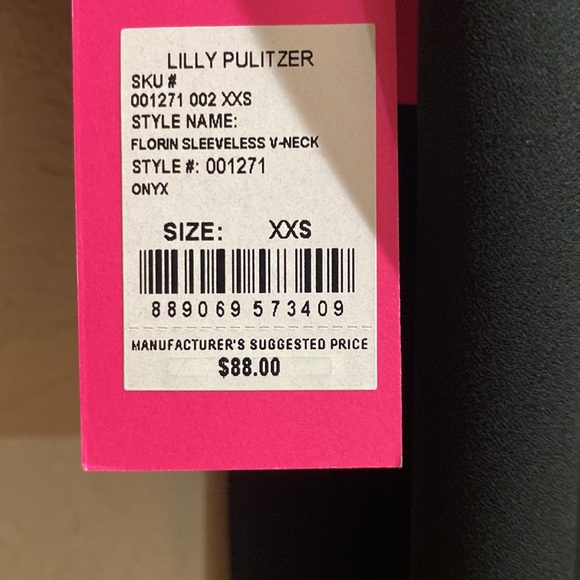 LILLY PULITZER
SKU #
001271 002 XXS
STYLE NAME:
FLORIN SLEEVELESS V-NECK
STYLE #: 001271
ONYX
SIZE: XXS
889069 573409
MANUFACTURER'S SUGGESTED PRICE
$88.00